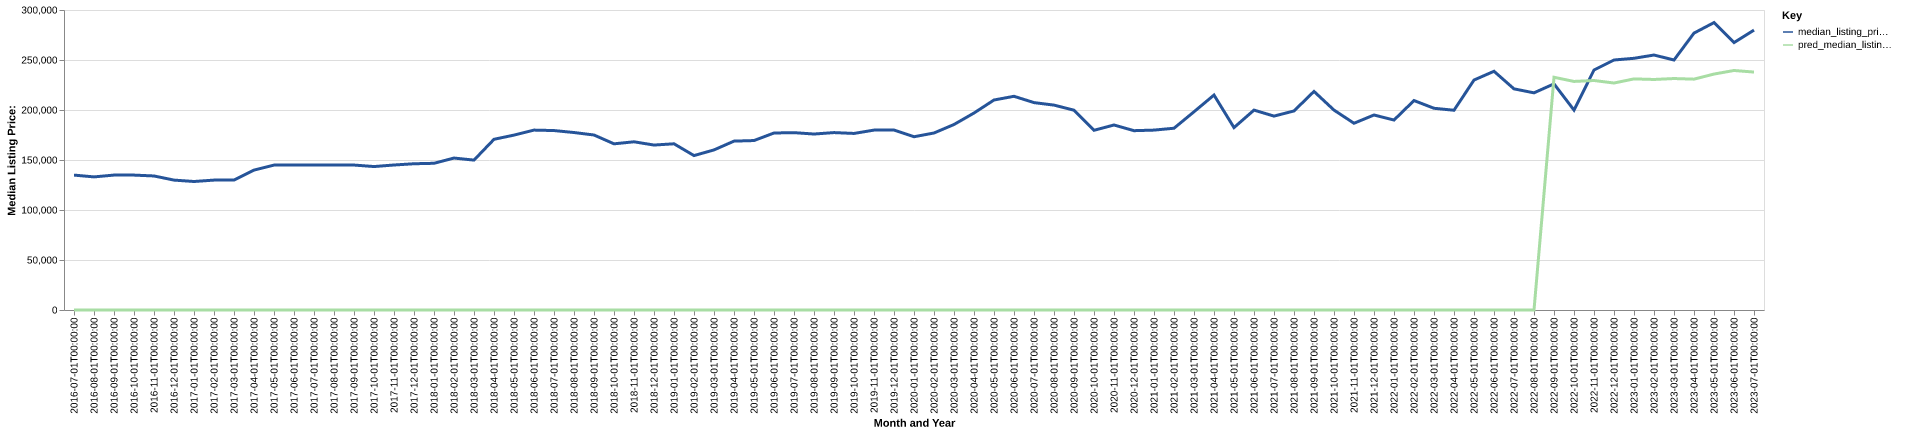 300,000
250,000
200,000
150,000
100,000
50,000
0
Median Listing Price:
2016-07-01T00:00:00
2016-08-01T00:00:00
2016-09-01T00:00:00
2016-10-01T00:00:00
2016-11-01T00:00:00
2016-12-01T00:00:00
2017-01-01T00:00:00
2017-02-01T00:00:00
2017-03-01T00:00:00
2017-04-01T00:00:00
2017-05-01T00:00:00
2017-06-01T00:00:00
2017-07-01T00:00:00
2017-08-01T00:00:00
2017-09-01T00:00:00
2017-10-01T00:00:00
2017-11-01T00:00:00
2017-12-01T00:00:00
2018-01-01T00:00:00
2018-02-01T00:00:00
2018-03-01T00:00:00
2018-04-01T00:00:00
2018-05-01T00:00:00
2018-06-01T00:00:00
2018-07-01T00:00:00
2018-08-01T00:00:00
2018-09-01T00:00:00
2018-10-01T00:00:00
2018-11-01T00:00:00
2018-12-01T00:00:00
2019-01-01T00:00:00
2019-02-01T00:00:00
2019-03-01T00:00:00
2019-04-01T00:00:00
2019-05-01T00:00:00
2019-06-01T00:00:00
2019-07-01T00:00:00
2019-08-01T00:00:00
2019-09-01T00:00:00
2019-10-01T00:00:00
2019-11-01T00:00:00
2019-12-01T00:00:00
2020-01-01T00:00:00
2020-02-01T00:00:00
2020-03-01T00:00:00
2020-04-01T00:00:00
2020-05-01T00:00:00
2020-06-01T00:00:00
2020-07-01T00:00:00
2020-08-01T00:00:00
2020-09-01T00:00:00
2020-10-01T00:00:00
2020-11-01T00:00:00
2020-12-01T00:00:00
2021-01-01T00:00:00
2021-02-01T00:00:00
2021-03-01T00:00:00
2021-04-01T00:00:00
2021-05-01T00:00:00
2021-06-01T00:00:00
2021-07-01T00:00:00
2021-08-01T00:00:00
2021-09-01T00:00:00
2021-10-01T00:00:00
2021-11-01T00:00:00
2021-12-01T00:00:00
2022-01-01T00:00:00
2022-02-01T00:00:00
2022-03-01T00:00:00
2022-04-01T00:00:00
2022-05-01T00:00:00
2022-06-01T00:00:00
2022-07-01T00:00:00
2022-08-01T00:00:00
2022-09-01T00:00:00
2022-10-01T00:00:00
2022-11-01T00:00:00
2022-12-01T00:00:00
2023-01-01T00:00:00
2023-02-01T00:00:00
2023-03-01T00:00:00
2023-04-01T00:00:00
2023-05-01T00:00:00
2023-06-01T00:00:00
2023-07-01T00:00:00
Month and Year
Key
median_listing_pri…
pred_median_listin…